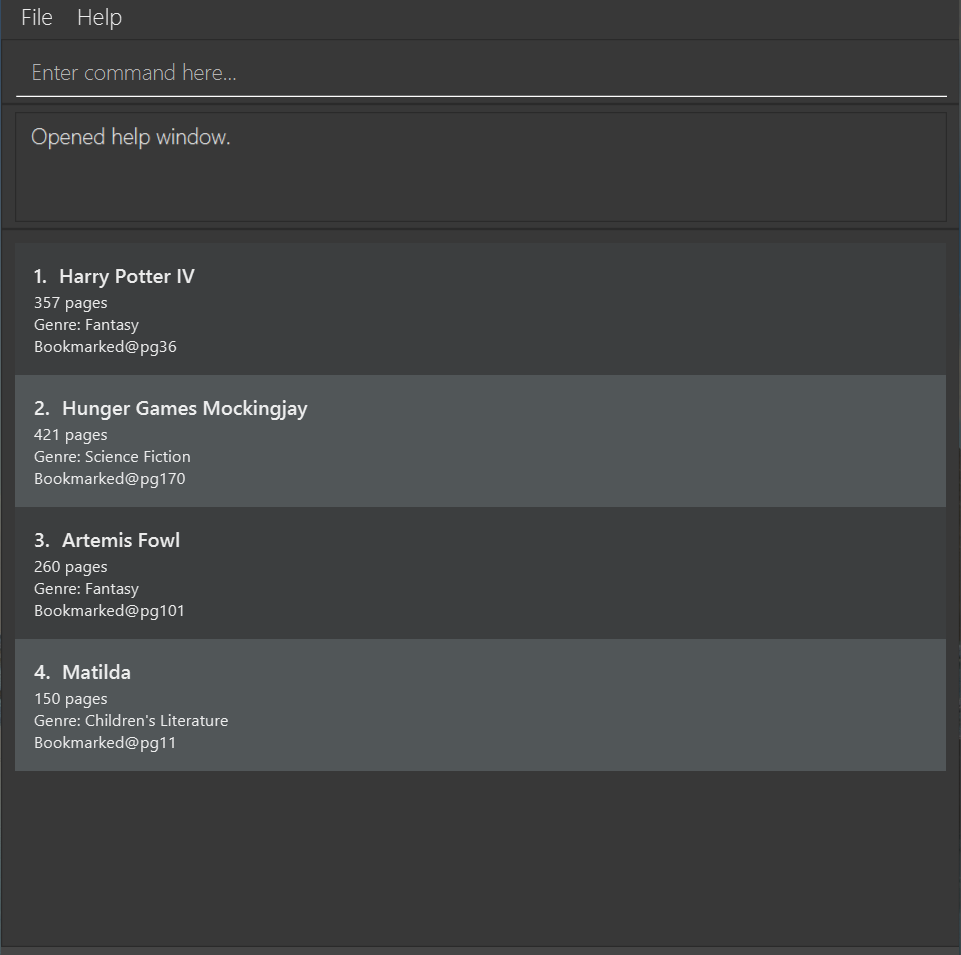 File Help
Enter command here...
Opened help window.
1. Harry Potter IV
357 pages
Genre: Fantasy
Bookmarked@pg36
2. Hunger Games Mockingjay
421 pages
Genre: Science Fiction
Bookmarked@pg170
3. Artemis Fowl
260 pages
Genre: Fantasy
Bookmarked@pg101
4. Matilda
150 pages
Genre: Children's Literature
Bookmarked@pg11